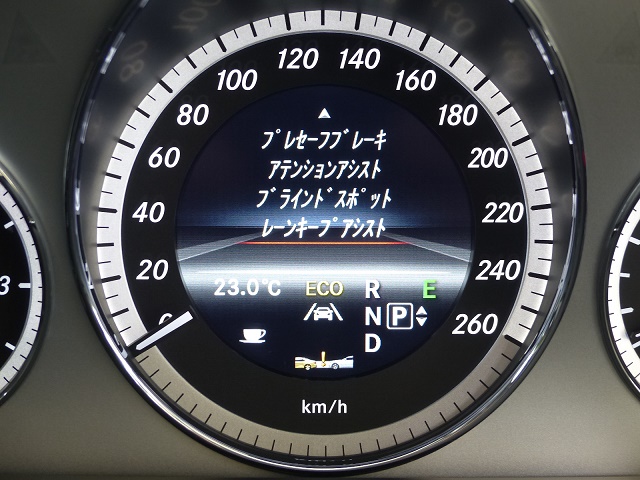 120 140
100 160
80 180
60 200
40 220
20 240
0 260
▲
プレセーフブレーキ
アテンションアシスト
ブラインドスポット
レーンキープアシスト
23.0℃ ECO R E
N P
D
km/h
3